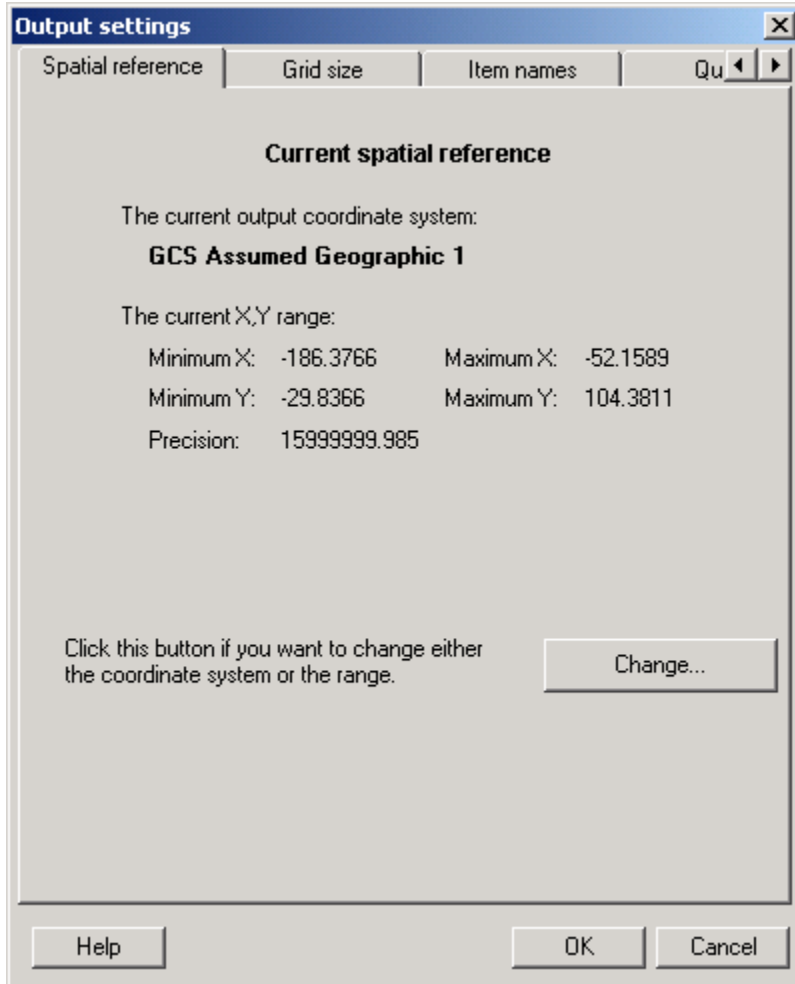 Output settings
Spatial reference Grid size Item names Qu
Current spatial reference
The current output coordinate system:
GCS Assumed Geographic 1
The current X,Y range:
Minimum X: -186.3766 Maximum X: -52.1589
Minimum Y: -29.8366 Maximum Y: 104.3811
Precision: 15999999.985
Click this button if you want to change either
the coordinate system or the range.
Change...
Help OK Cancel